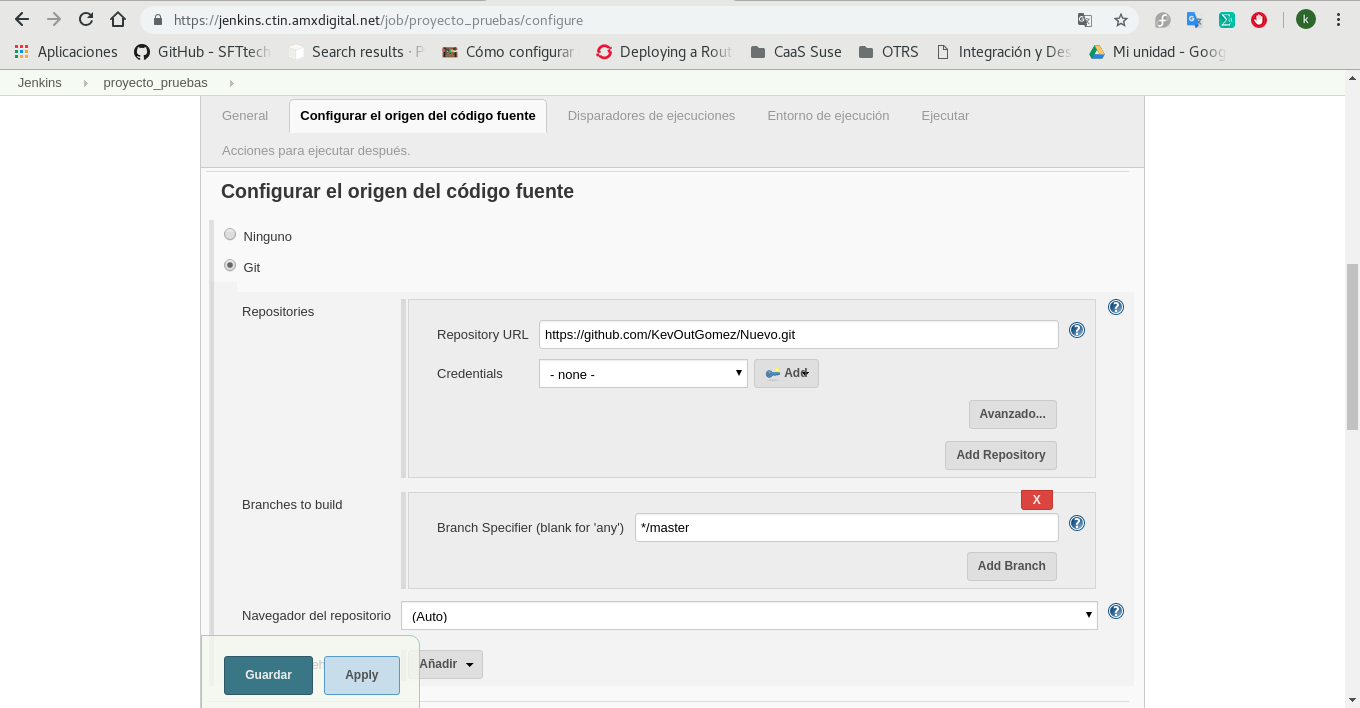 https://jenkins.ctin.amxdigital.net/job/proyecto_pruebas/configure
k
Aplicaciones GitHub - SFTtech Search results · Cómo configurar Deploying a Rout CaaS Suse OTRS Integración y Des Mi unidad - Goog
Jenkins proyecto_pruebas
General Configurar el origen del código fuente Disparadores de ejecuciones Entorno de ejecución Ejecutar
Acciones para ejecutar después.
Configurar el origen del código fuente
Ninguno
Git
Repositories
Repository URL https://github.com/KevOutGomez/Nuevo.git
Credentials - none - Add
Avanzado...
Add Repository
Branches to build
X
Branch Specifier (blank for 'any') */master
Add Branch
Navegador del repositorio (Auto)
Guardar Apply Añadir